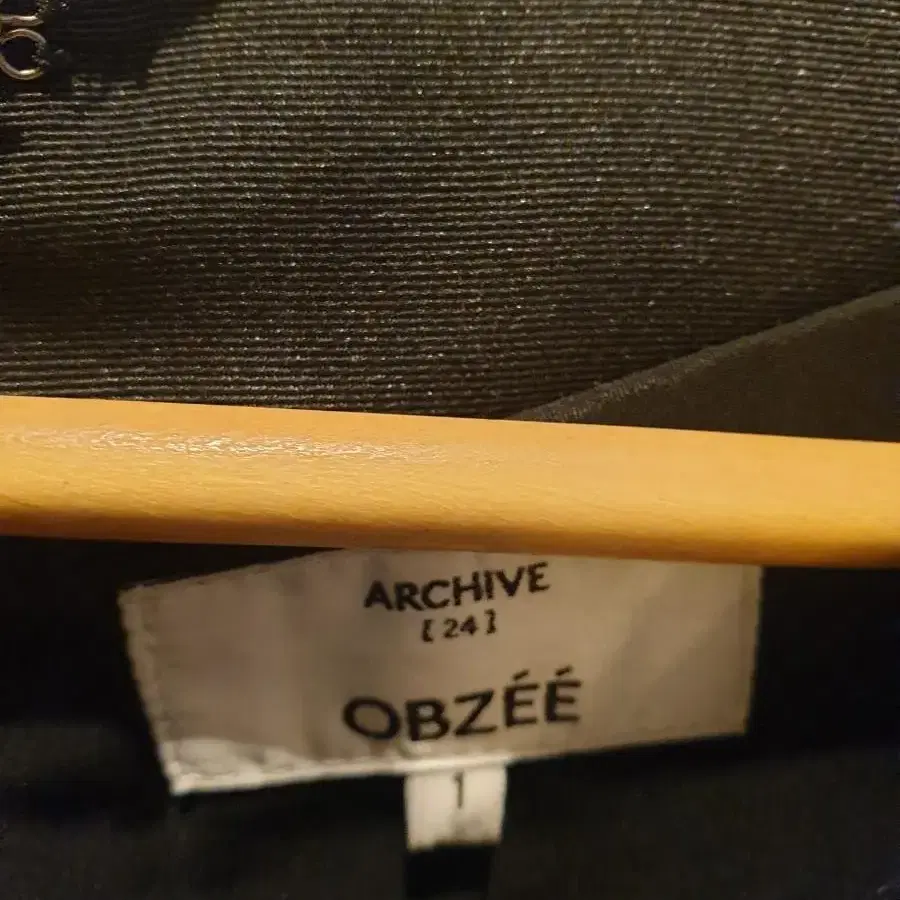 ARCHIVE
[24]
OBZÉÉ
1